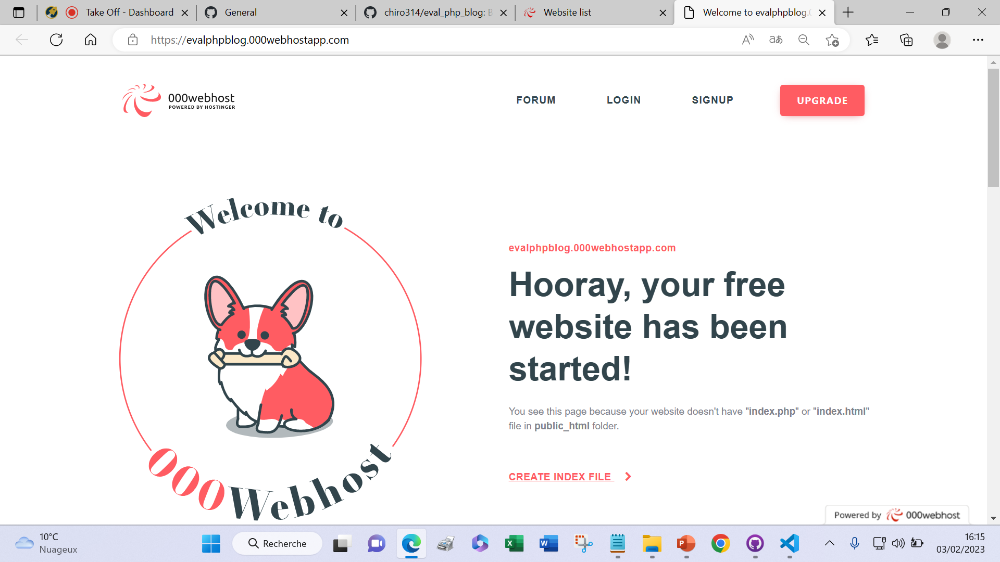 Take Off - Dashboard
General
chiro314/eval_php_blog: B
Website list
Welcome to evalphpblog.0
https://evalphpblog.000webhostapp.com
000webhost
POWERED BY HOSTINGER
FORUM
LOGIN
SIGNUP
UPGRADE
Welcome to
000Webhost
evalphpblog.000webhostapp.com
Hooray, your free
website has been
started!
You see this page because your website doesn't have "index.php" or "index.html"
file in public_html folder.
CREATE INDEX FILE
Powered by 000webhost
10°C
Nuageux
Recherche
16:15
03/02/2023